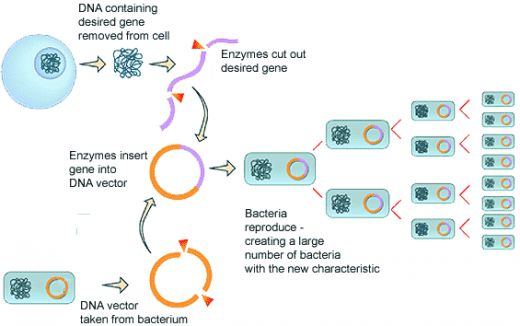 DNA containing
desired gene
removed from cell
Enzymes cut out
desired gene
Enzymes insert
gene into
DNA vector
Bacteria
reproduce -
creating a large
number of bacteria
with the new characteristic
DNA vector
taken from bacterium